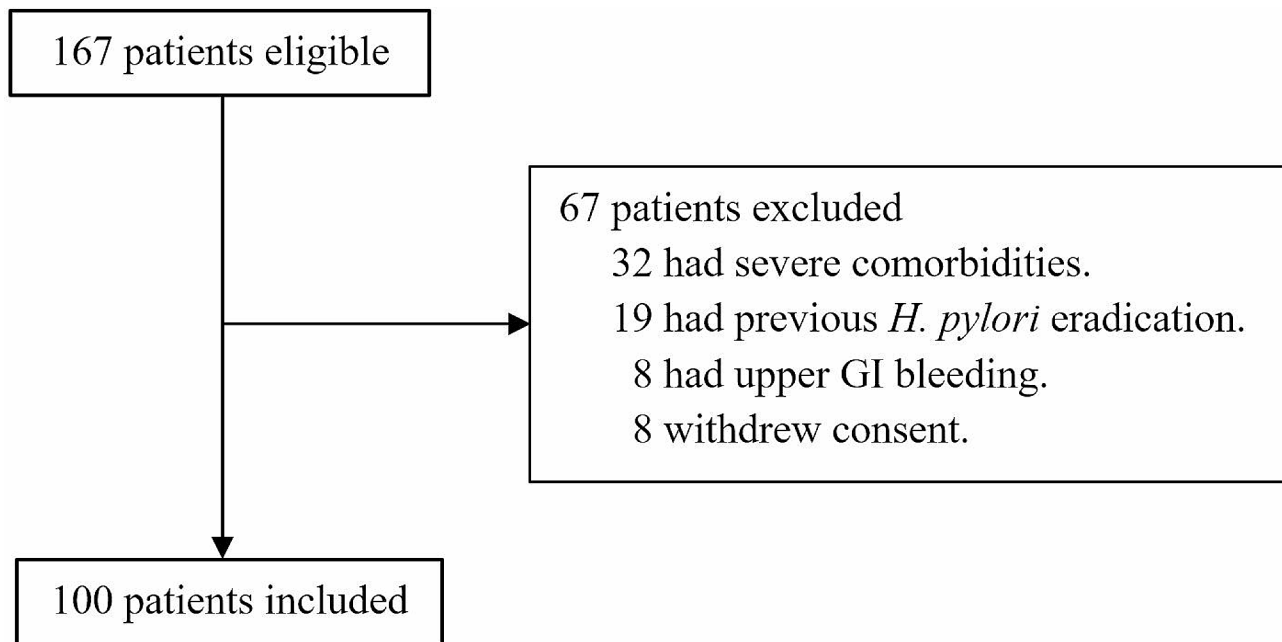 167 patients eligible
67 patients excluded
32 had severe comorbidities.
19 had previous H. pylori eradication.
8 had upper GI bleeding.
8 withdrew consent.
100 patients included